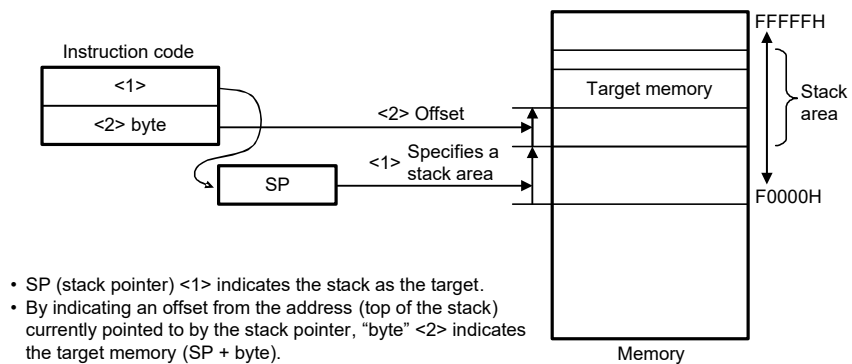 FFFFFH
Instruction code
<1>
<2> byte
Target memory
Stack
area
<2> Offset
<1> Specifies a
stack area
SP
F0000H
• SP (stack pointer) <1> indicates the stack as the target.
• By indicating an offset from the address (top of the stack)
currently pointed to by the stack pointer, “byte” <2> indicates
the target memory (SP + byte).
Memory